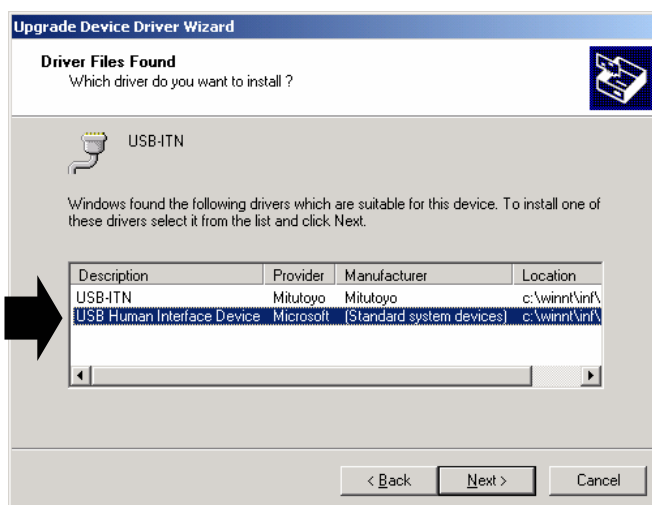 Upgrade Device Driver Wizard
Driver Files Found
Which driver do you want to install ?
USB-ITN
Windows found the following drivers which are suitable for this device. To install one of
these drivers select it from the list and click Next.
Description Provider Manufacturer Location
USB-ITN Mitutoyo Mitutoyo c:\winnt\inf\
USB Human Interface Device Microsoft (Standard system devices) c:\winnt\inf\
< Back Next > Cancel